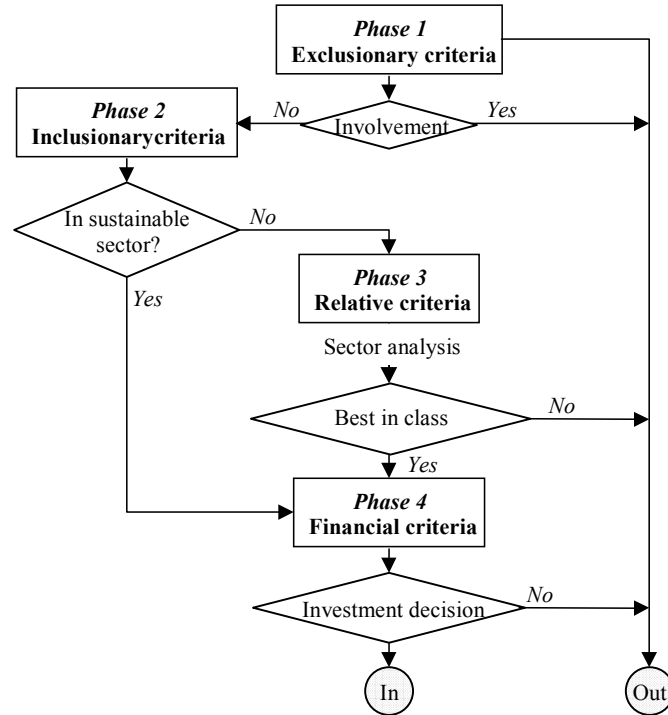 Phase 1
Exclusionary criteria
Phase 2
Inclusionarycriteria
No
Involvement
Yes
In sustainable
sector?
No
Yes
Phase 3
Relative criteria
Sector analysis
Best in class
No
Yes
Phase 4
Financial criteria
Investment decision
No
In
Out